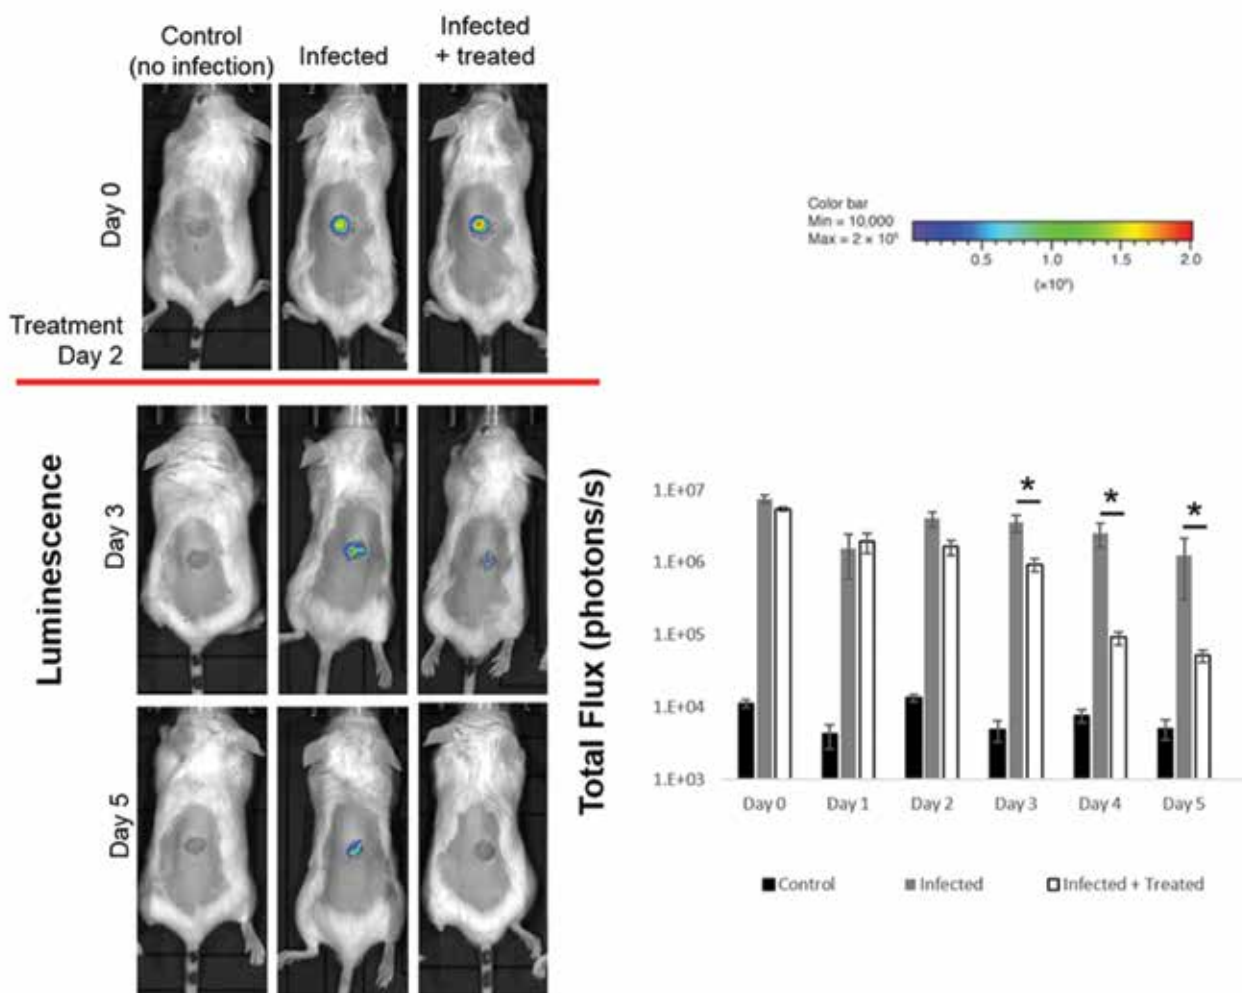 Control
(no infection)
Infected
Infected
+ treated
Day 0
Treatment
Day 2
Color bar
Min = 10,000
Max = 2 × 10⁵
0.5
1.0
1.5
2.0
Luminescence
Day 3
Day 5
Total Flux (photons/s)
1.E+07
1.E+06
1.E+05
1.E+04
1.E+03
*
*
*
Day 0
Day 1
Day 2
Day 3
Day 4
Day 5
Control
Infected
Infected + Treated